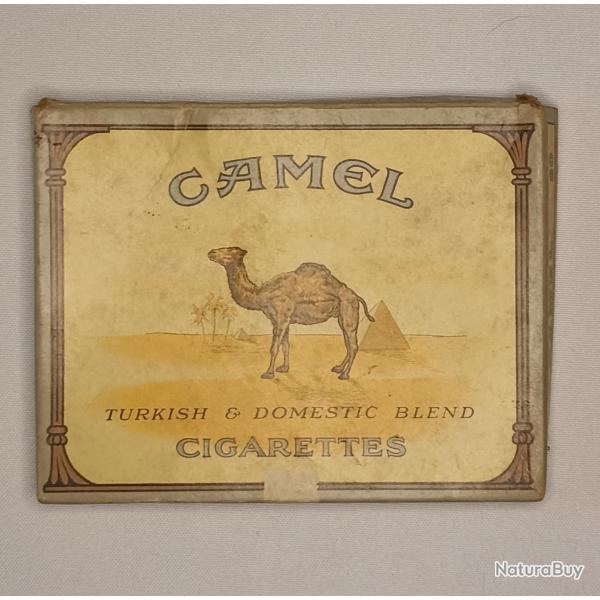 CAMEL
TURKISH & DOMESTIC BLEND
CIGARETTES
NaturaBuy